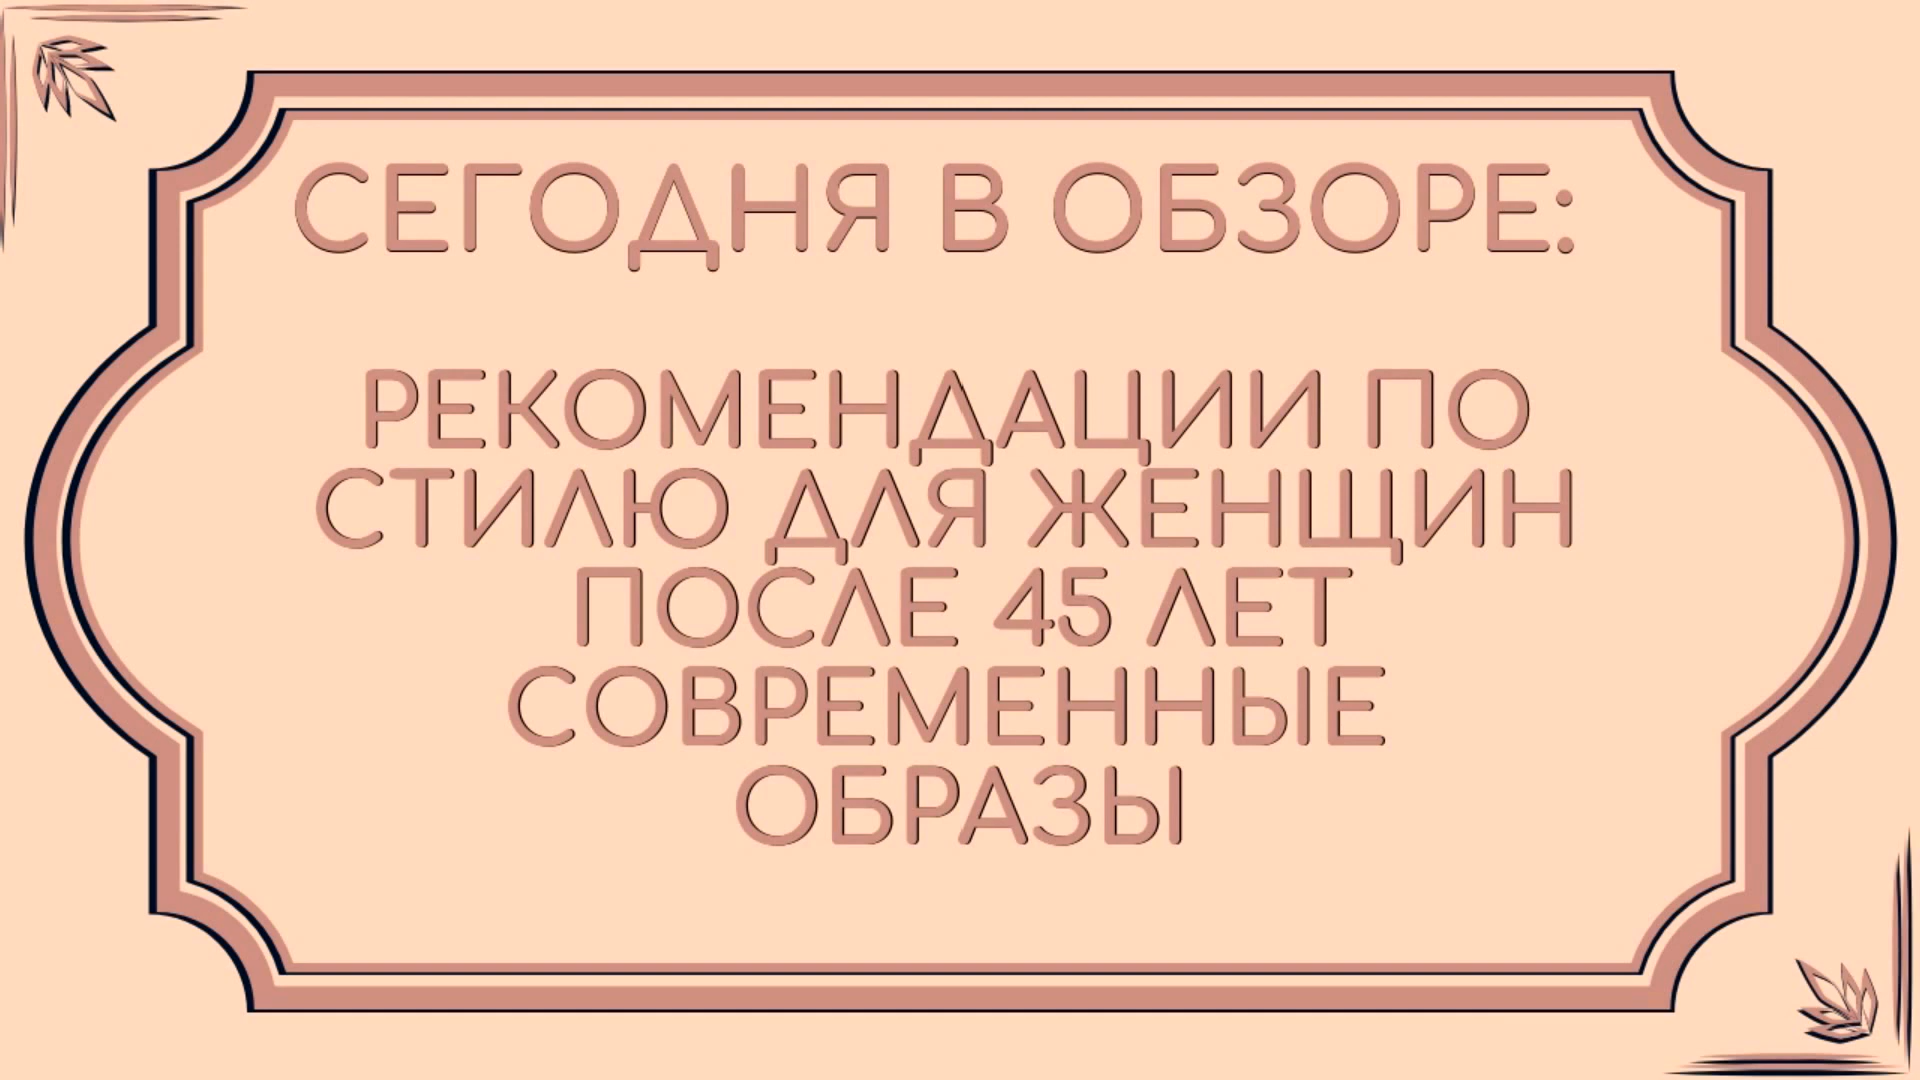 СЕГОДНЯ В ОБЗОРЕ:
РЕКОМЕНДАЦИИ ПО
СТИЛЮ ДЛЯ ЖЕНЩИН
ПОСЛЕ 45 ЛЕТ
СОВРЕМЕННЫЕ
ОБРАЗЫ